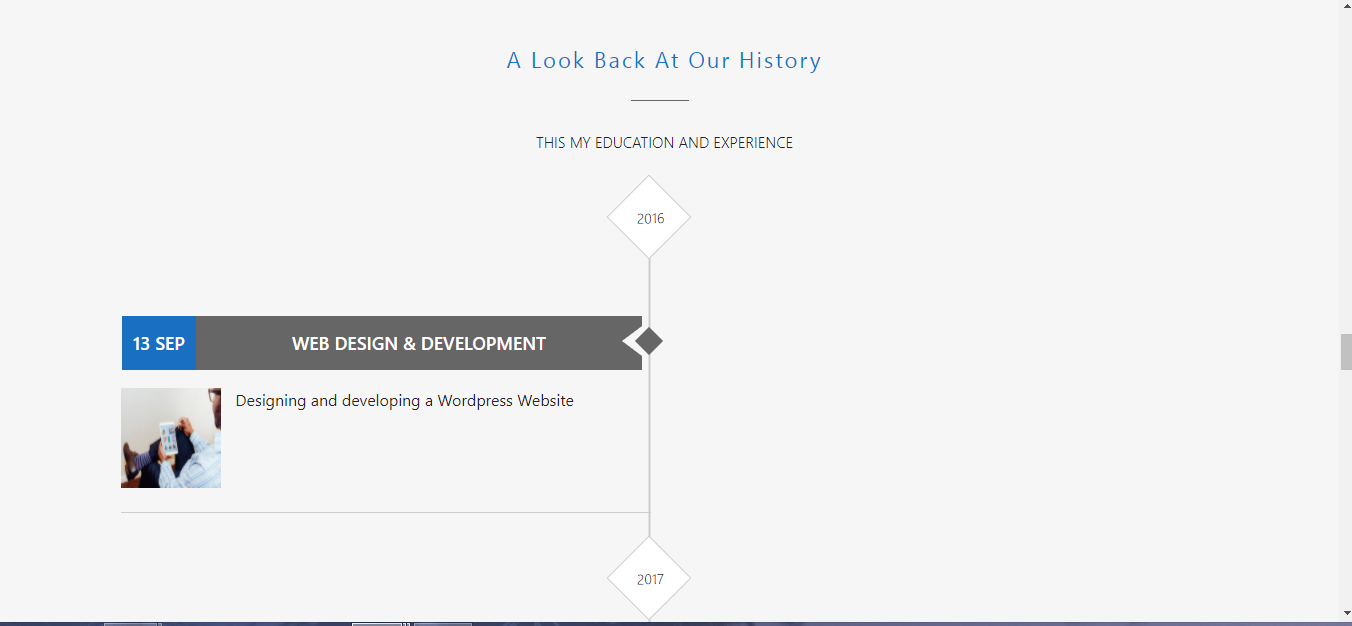 A Look Back At Our History
THIS MY EDUCATION AND EXPERIENCE
2016
13 SEP
WEB DESIGN & DEVELOPMENT
Designing and developing a Wordpress Website
2017